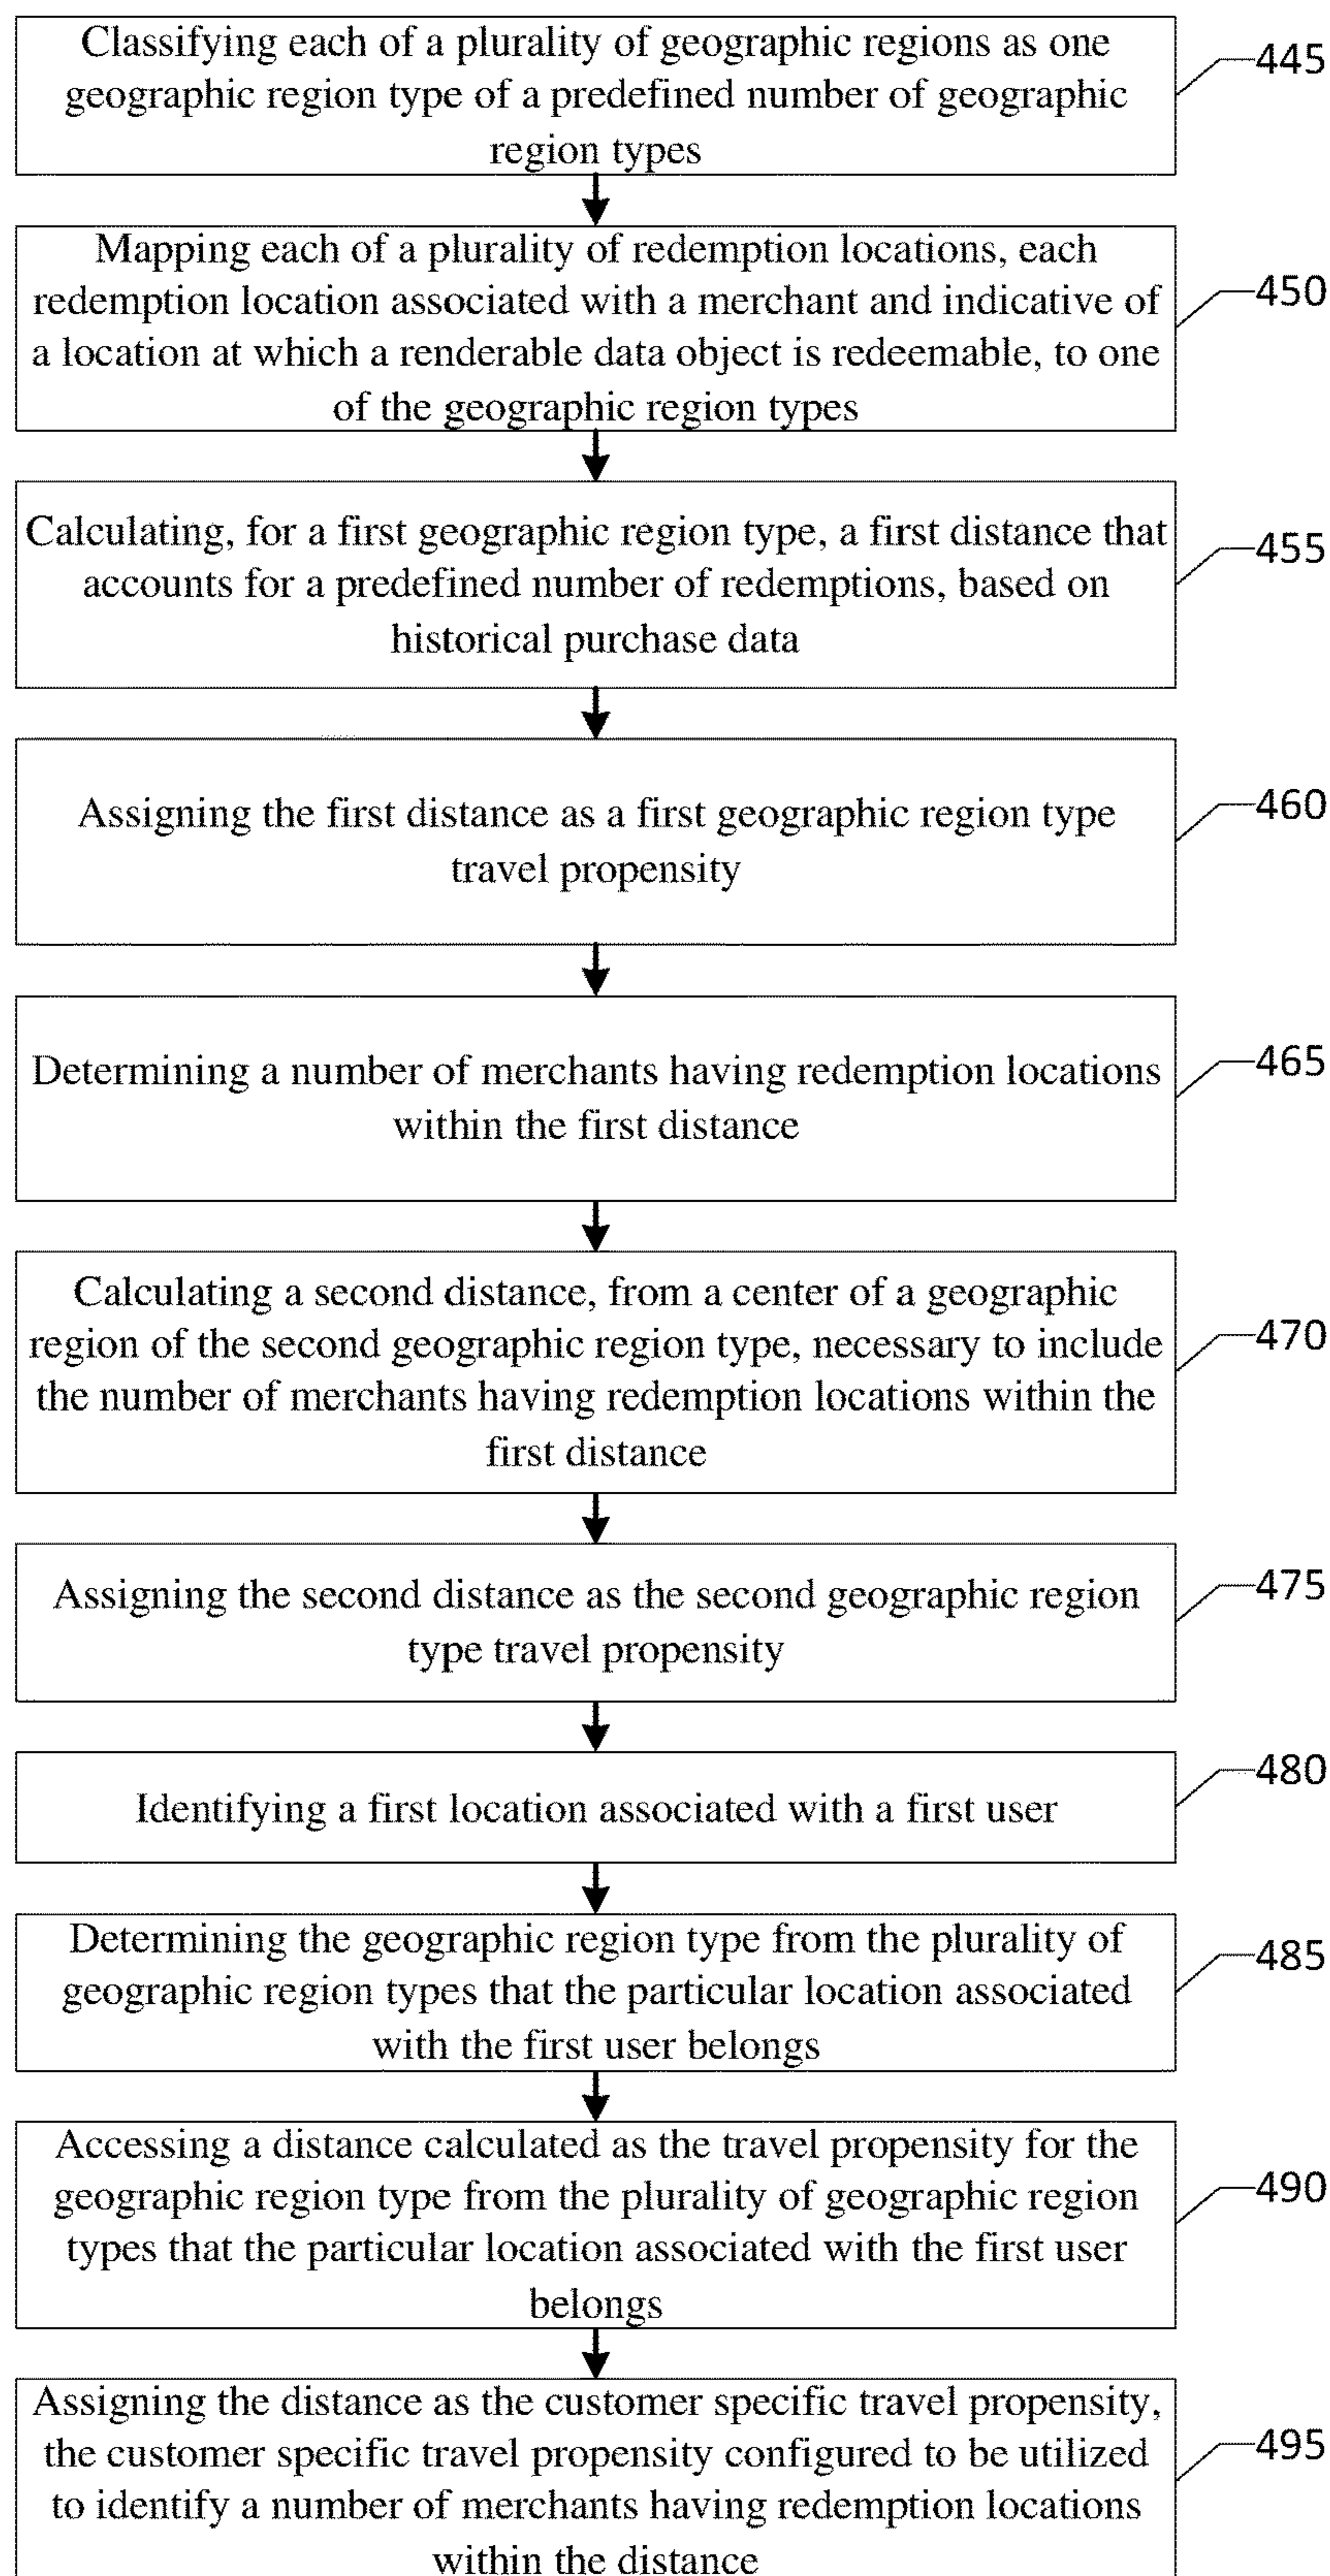 Classifying each of a plurality of geographic regions as one
geographic region type of a predefined number of geographic
region types
445
Mapping each of a plurality of redemption locations, each
redemption location associated with a merchant and indicative of
a location at which a renderable data object is redeemable, to one
of the geographic region types
450
Calculating, for a first geographic region type, a first distance that
accounts for a predefined number of redemptions, based on
historical purchase data
455
Assigning the first distance as a first geographic region type
travel propensity
460
Determining a number of merchants having redemption locations
within the first distance
465
Calculating a second distance, from a center of a geographic
region of the second geographic region type, necessary to include
the number of merchants having redemption locations within the
first distance
470
Assigning the second distance as the second geographic region
type travel propensity
475
Identifying a first location associated with a first user
480
Determining the geographic region type from the plurality of
geographic region types that the particular location associated
with the first user belongs
485
Accessing a distance calculated as the travel propensity for the
geographic region type from the plurality of geographic region
types that the particular location associated with the first user
belongs
490
Assigning the distance as the customer specific travel propensity,
the customer specific travel propensity configured to be utilized
to identify a number of merchants having redemption locations
within the distance
495